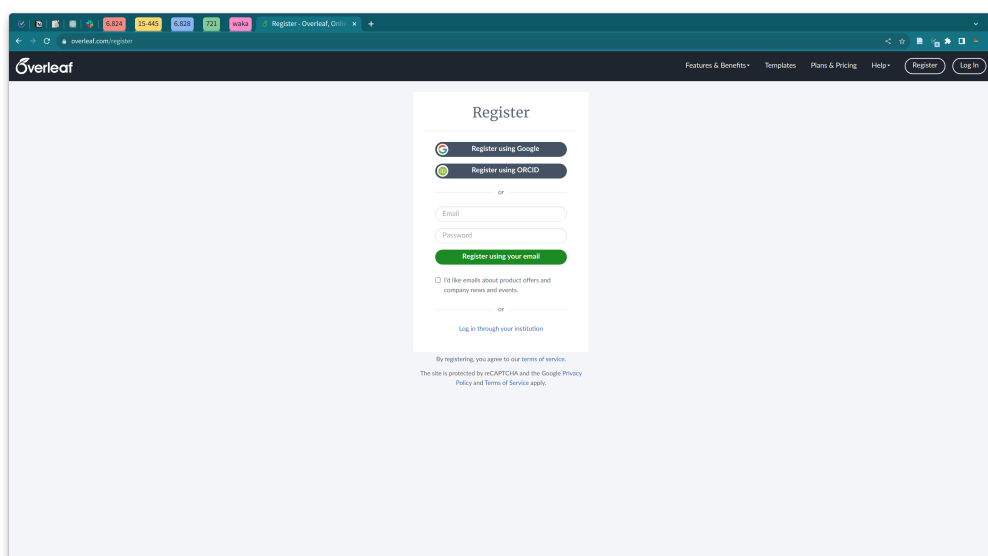 6.824
15-445
6.828
721
waka
Register - Overleaf, Onlin
overleaf.com/register
Overleaf
Features & Benefits
Templates
Plans & Pricing
Help
Register
Log In
Register
Register using Google
Register using ORCID
or
Email
Password
Register using your email
I'd like emails about product offers and
company news and events.
or
Log in through your institution
By registering, you agree to our terms of service.
The site is protected by reCAPTCHA and the Google Privacy
Policy and Terms of Service apply.